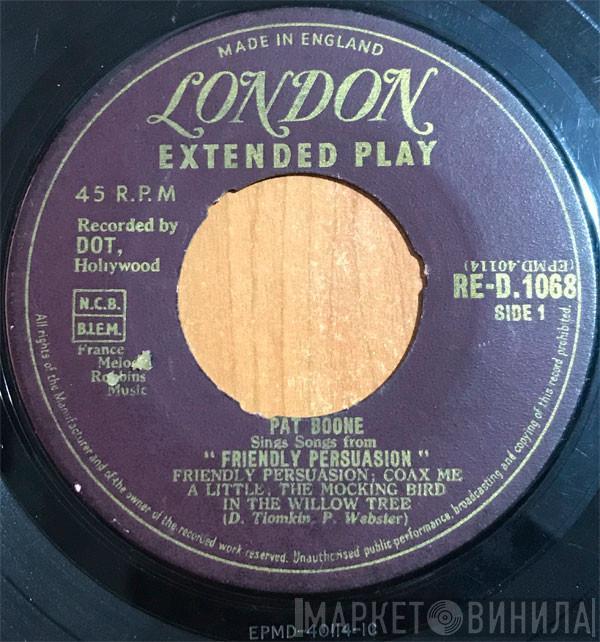 MADE IN ENGLAND
LONDON
EXTENDED PLAY
45 R.P.M
Recorded by
DOT,
Hollywood
N.C.B.
B.I.E.M.
France
Melod
Robbins
Music
(EPMD.40114)
RE-D.1068
SIDE 1
PAT BOONE
Sings Songs from
"FRIENDLY PERSUASION"
FRIENDLY PERSUASION; COAX ME
A LITTLE, THE MOCKING BIRD
IN THE WILLOW TREE
(D. Tiomkin, P. Webster)
All rights of the Manufacturer and of the owner of the recorded work reserved. Unauthorised public performance, broadcasting and copying of this record prohibited.
EPMD-40114-1C
МАРКЕТ ВИНИЛА